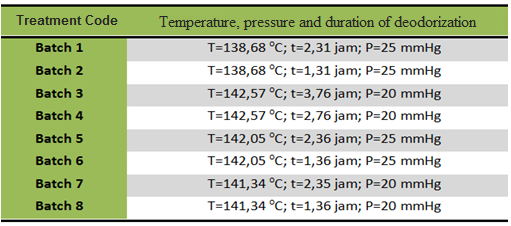 Treatment Code Temperature, pressure and duration of deodorization
Batch 1 T=138,68 °C; t=2,31 jam; P=25 mmHg
Batch 2 T=138,68 °C; t=1,31 jam; P=25 mmHg
Batch 3 T=142,57 °C; t=3,76 jam; P=20 mmHg
Batch 4 T=142,57 °C; t=2,76 jam; P=20 mmHg
Batch 5 T=142,05 °C; t=2,36 jam; P=25 mmHg
Batch 6 T=142,05 °C; t=1,36 jam; P=25 mmHg
Batch 7 T=141,34 °C; t=2,35 jam; P=20 mmHg
Batch 8 T=141,34 °C; t=1,36 jam; P=20 mmHg